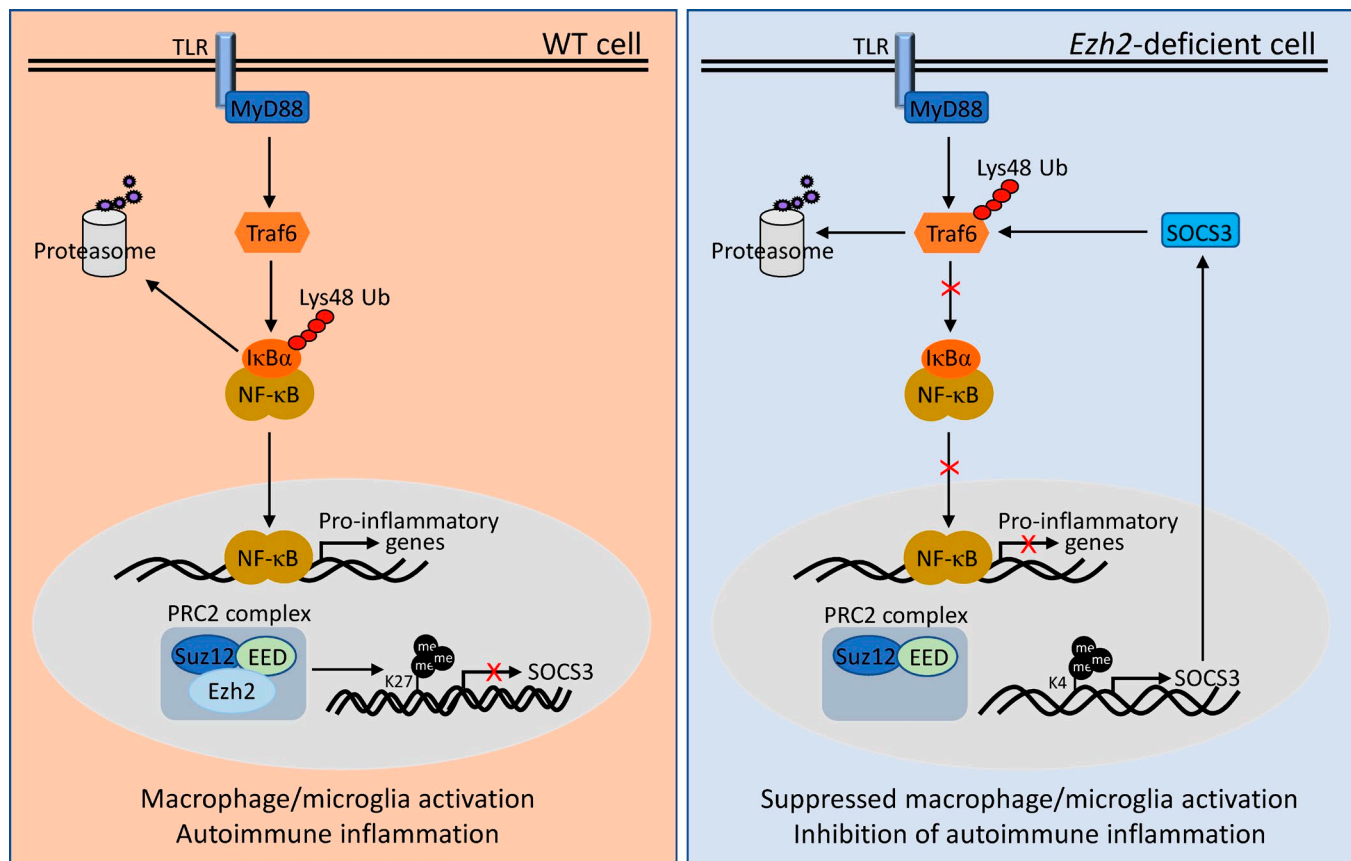 TLR
WT cell
MyD88
Proteasome
Traf6
Lys48 Ub
IκBα
NF-κB
Pro-inflammatory
genes
NF-κB
PRC2 complex
Suz12
EED
Ezh2
K27
me
me
me
X
SOCS3
Macrophage/microglia activation
Autoimmune inflammation
TLR
Ezh2-deficient cell
MyD88
Lys48 Ub
Proteasome
Traf6
SOCS3
X
IκBα
NF-κB
X
Pro-inflammatory
X
genes
NF-κB
PRC2 complex
Suz12
EED
K4
me
me
me
SOCS3
Suppressed macrophage/microglia activation
Inhibition of autoimmune inflammation